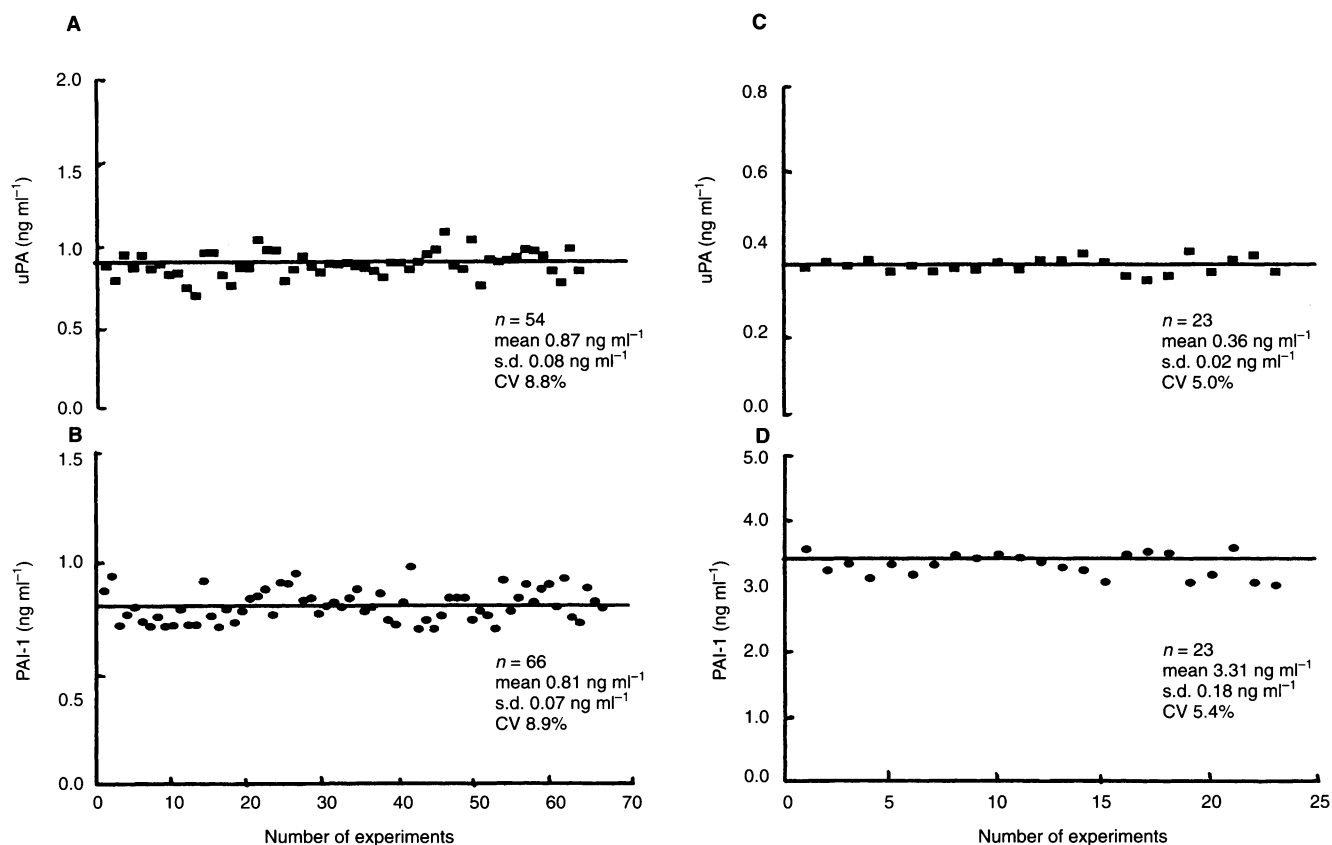 A
2.0
1.5
1.0
0.5
0.0
uPA (ng ml⁻¹)
n = 54
mean 0.87 ng ml⁻¹
s.d. 0.08 ng ml⁻¹
CV 8.8%
B
1.5
1.0
0.5
0.0
PAI-1 (ng ml⁻¹)
n = 66
mean 0.81 ng ml⁻¹
s.d. 0.07 ng ml⁻¹
CV 8.9%
0 10 20 30 40 50 60 70
Number of experiments
C
0.8
0.6
0.4
0.2
0.0
uPA (ng ml⁻¹)
n = 23
mean 0.36 ng ml⁻¹
s.d. 0.02 ng ml⁻¹
CV 5.0%
D
5.0
4.0
3.0
2.0
1.0
0.0
PAI-1 (ng ml⁻¹)
n = 23
mean 3.31 ng ml⁻¹
s.d. 0.18 ng ml⁻¹
CV 5.4%
0 5 10 15 20 25
Number of experiments